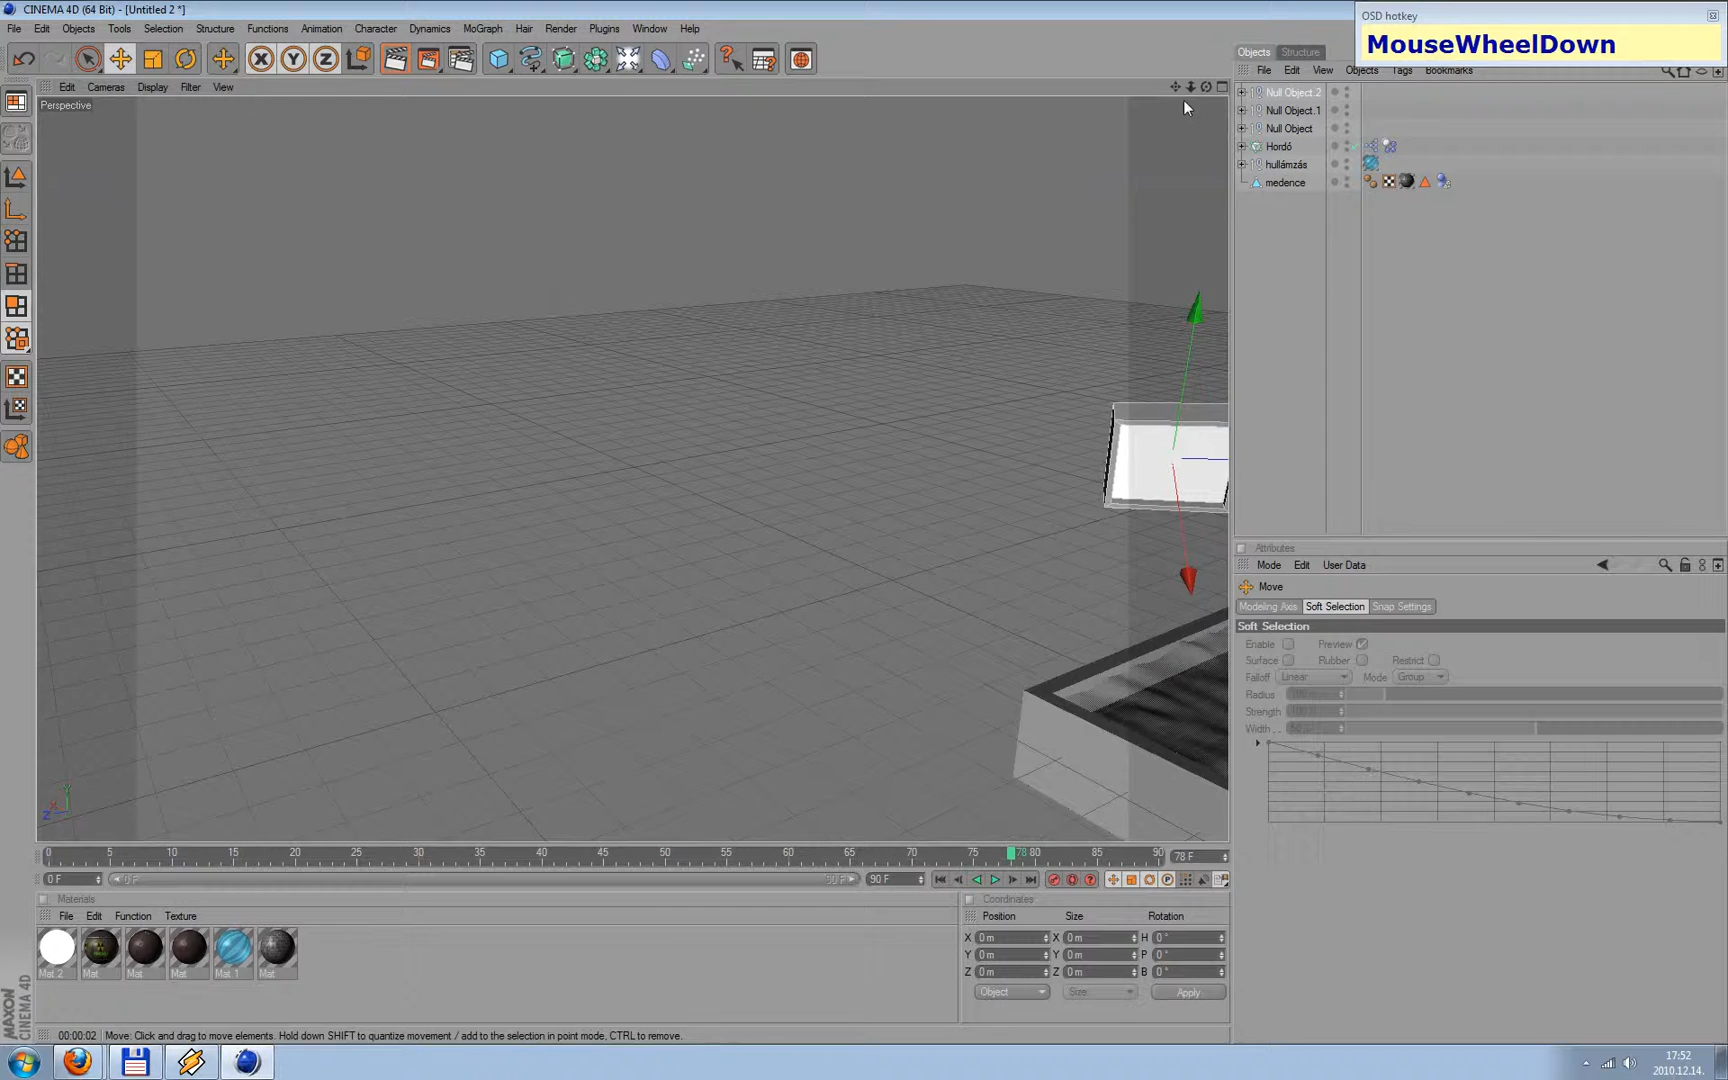 CINEMA 4D (64 Bit) - [Untitled 2 *]
OSD hotkey
MouseWheelDown
File Edit Objects Tools Selection Structure Functions Animation Character Dynamics MoGraph Hair Render Plugins Window Help
Objects Structure
File Edit View Objects Tags Bookmarks
X Y Z
Edit Cameras Display Filter View
Perspective
Null Object.2
Null Object.1
Null Object
Hordó
hullámzás
medence
Attributes
Mode Edit User Data
Move
Modeling Axis Soft Selection Snap Settings
Soft Selection
Enable Preview
Surface Rubber Restrict
Falloff Linear Mode Group
Radius
Strength
Width . .
Y
X
Z
0 5 10 15 20 25 30 35 40 45 50 55 60 65 70 75 78 80 85 90 78 F
0 F 0 F 90 F 90 F
Materials
File Edit Function Texture
Mat 2 Mat Mat Mat Mat 1 Mat
Coordinates
Position Size Rotation
X 0 m X 0 m H 0 °
Y 0 m Y 0 m P 0 °
Z 0 m Z 0 m B 0 °
Object Size Apply
MAXON
CINEMA 4D
00:00:02 Move: Click and drag to move elements. Hold down SHIFT to quantize movement / add to the selection in point mode, CTRL to remove.
17:52
2010.12.14.